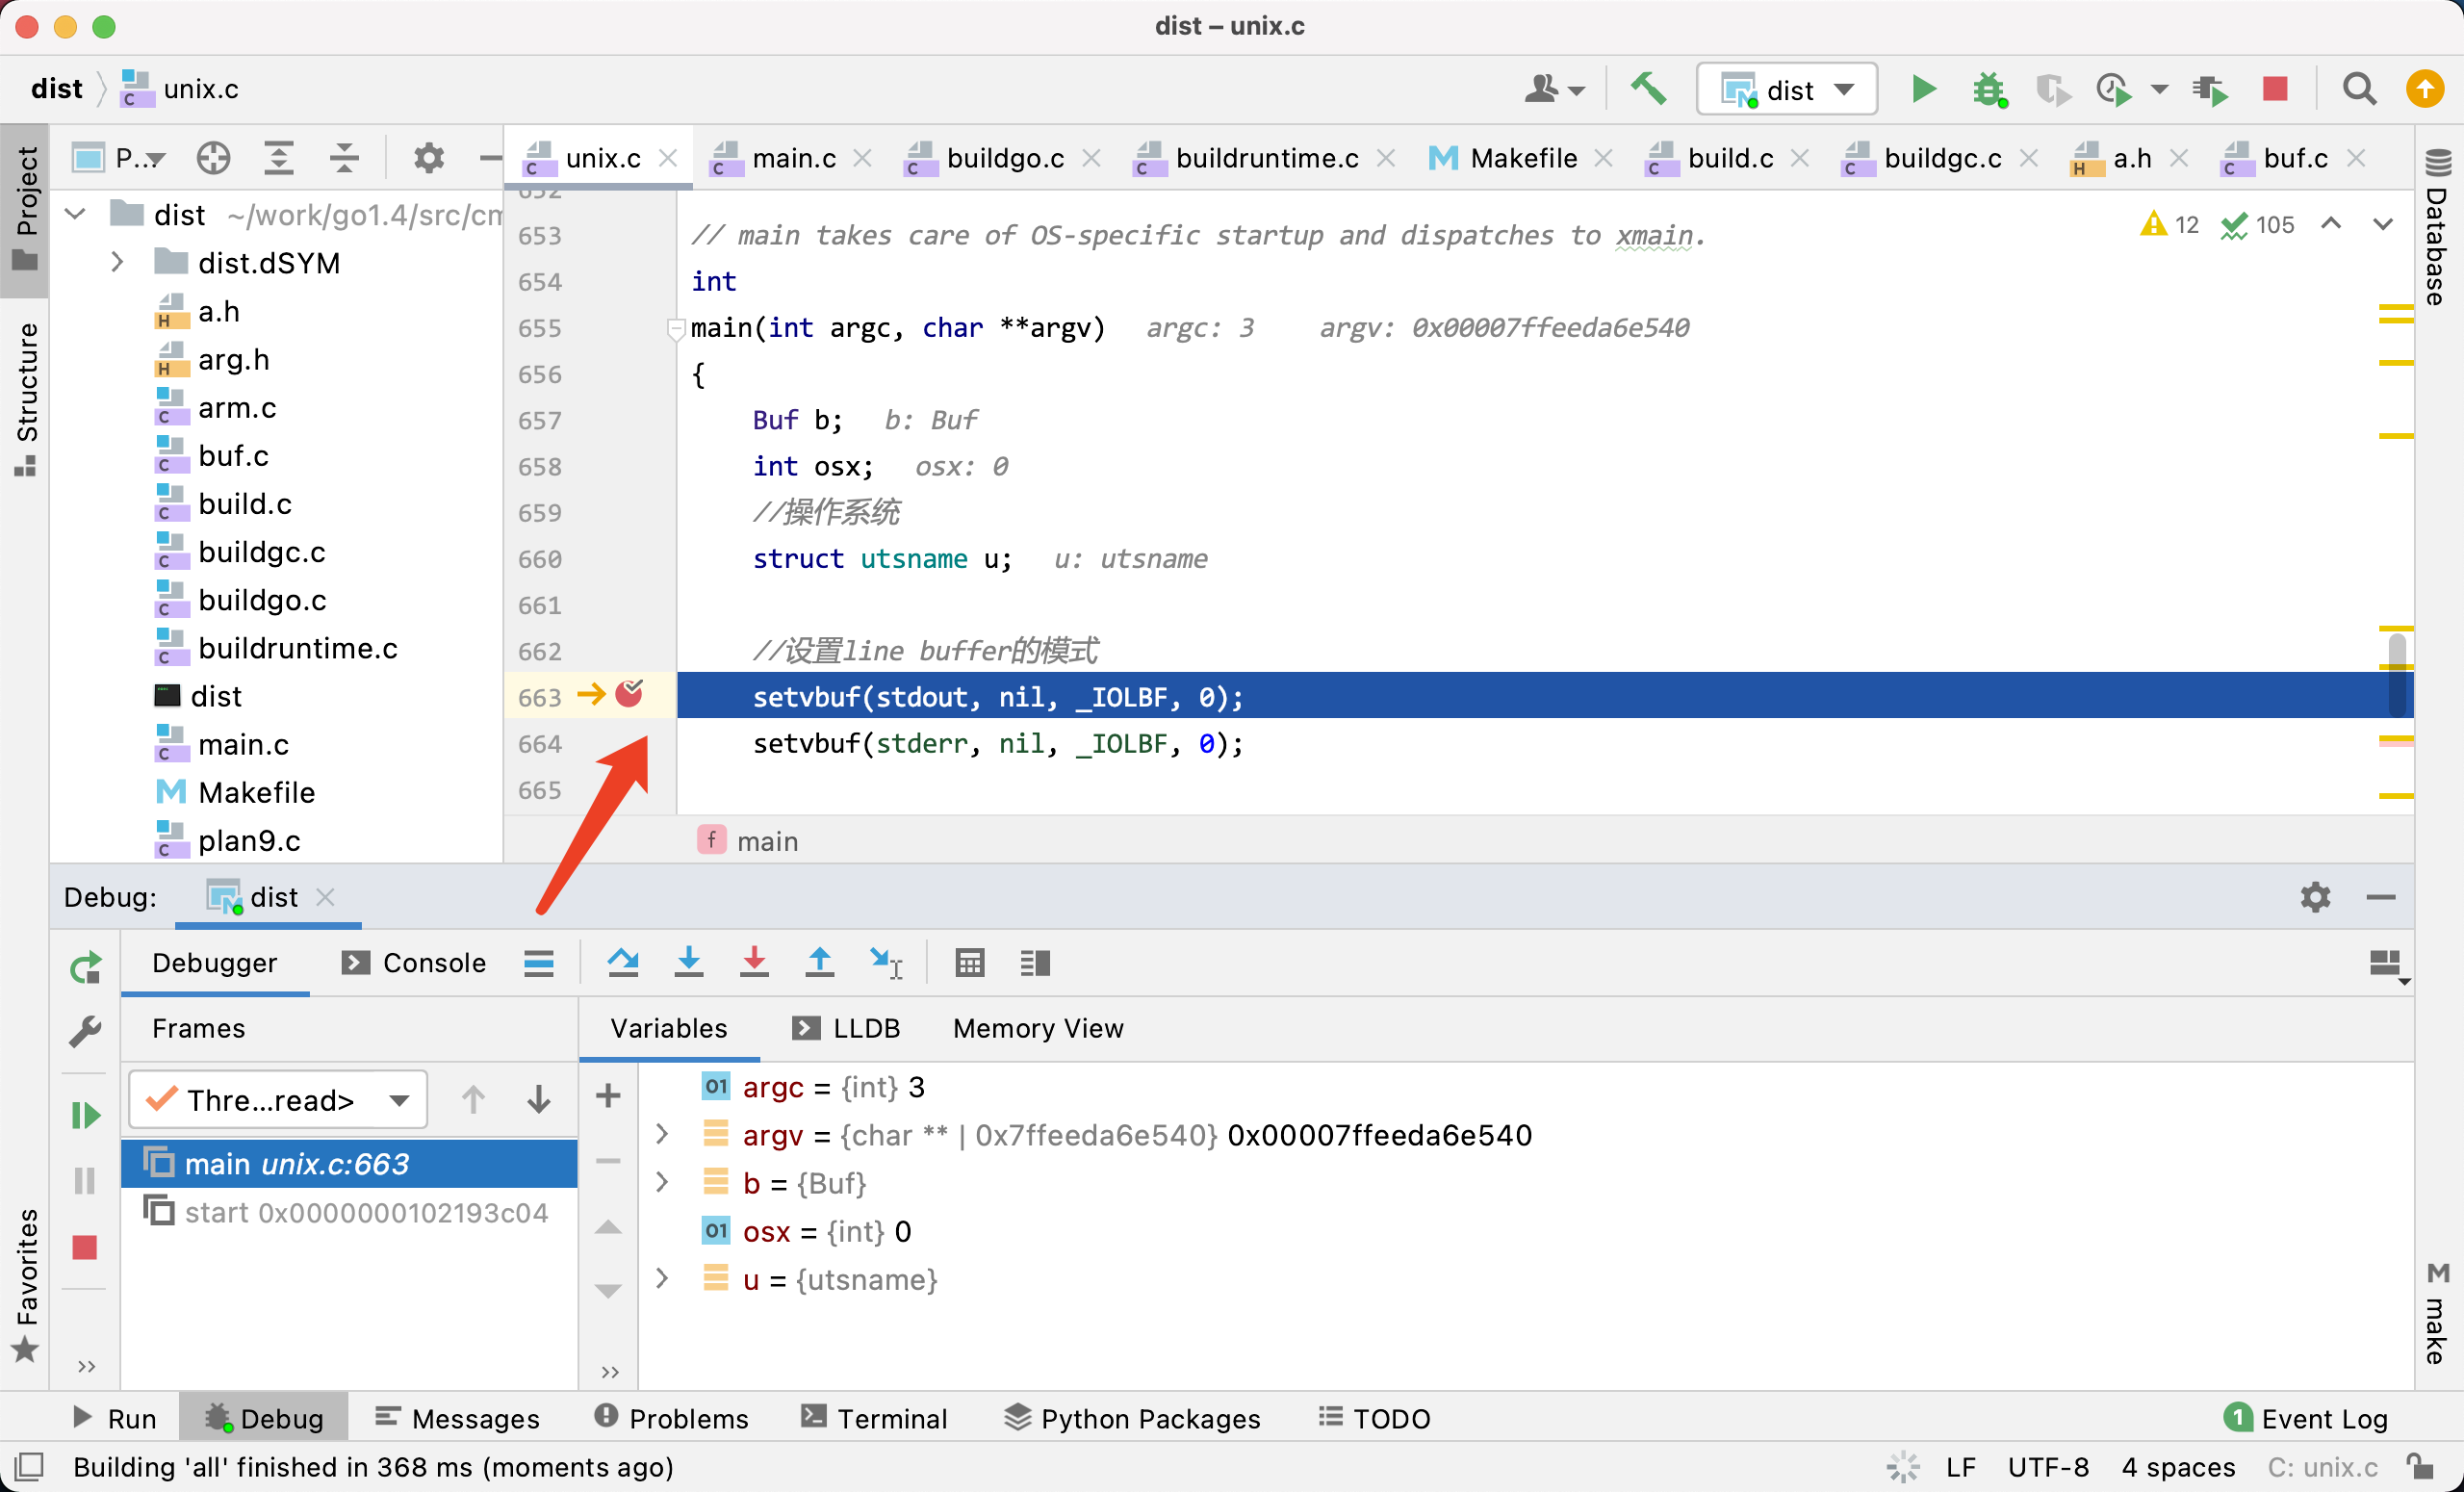 dist – unix.c
dist unix.c
dist
P...
unix.c main.c buildgo.c buildruntime.c Makefile build.c buildgc.c a.h buf.c
Project
Structure
Favorites
Database
make
dist ~/work/go1.4/src/cm
dist.dSYM
a.h
arg.h
arm.c
buf.c
build.c
buildgc.c
buildgo.c
buildruntime.c
dist
main.c
Makefile
plan9.c
12 105
652
653 // main takes care of OS-specific startup and dispatches to xmain.
654 int
655 main(int argc, char **argv) argc: 3 argv: 0x00007ffeeda6e540
656 {
657 Buf b; b: Buf
658 int osx; osx: 0
659 //操作系统
660 struct utsname u; u: utsname
661
662 //设置line buffer的模式
663 setvbuf(stdout, nil, _IOLBF, 0);
664 setvbuf(stderr, nil, _IOLBF, 0);
665
f main
Debug: dist
Debugger Console
Frames
Variables LLDB Memory View
Thre...read>
main unix.c:663
start 0x0000000102193c04
argc = {int} 3
argv = {char ** | 0x7ffeeda6e540} 0x00007ffeeda6e540
b = {Buf}
osx = {int} 0
u = {utsname}
Run Debug Messages Problems Terminal Python Packages TODO 1 Event Log
Building 'all' finished in 368 ms (moments ago) LF UTF-8 4 spaces C: unix.c